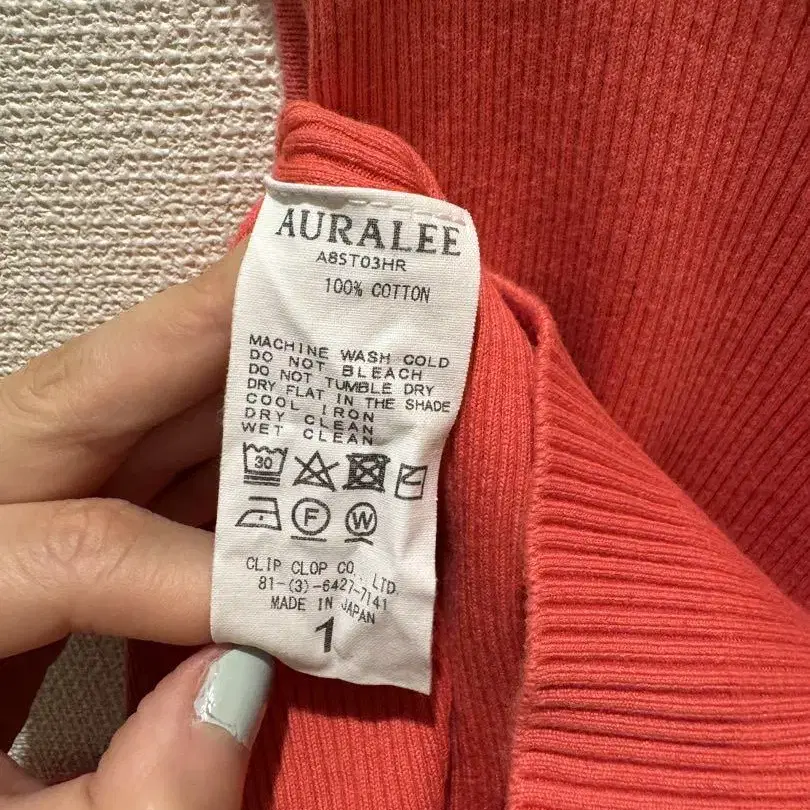 AURALEE
A8ST03HR
100% COTTON
MACHINE WASH COLD
DO NOT BLEACH
DO NOT TUMBLE DRY
DRY FLAT IN THE SHADE
COOL IRON
DRY CLEAN
WET CLEAN
30
F W
CLIP CLOP CO., LTD.
81-(3)-6427-7141
MADE IN JAPAN
1